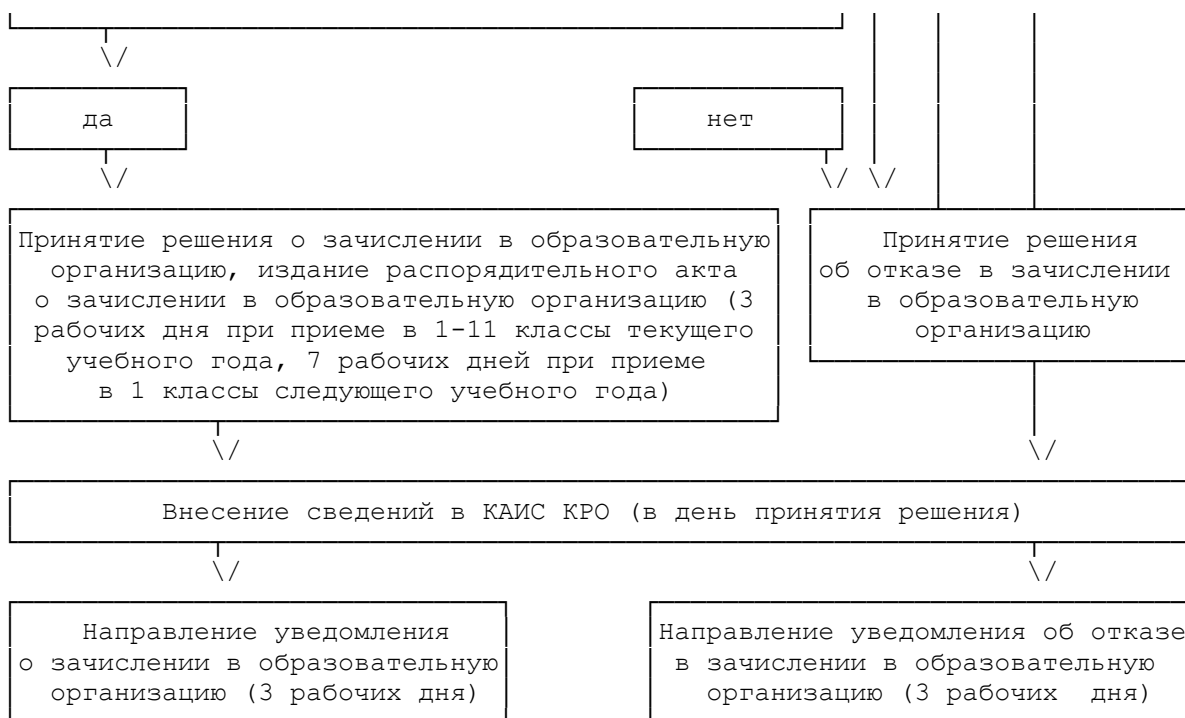 да
нет
Принятие решения о зачислении в образовательную
организацию, издание распорядительного акта
о зачислении в образовательную организацию (3
рабочих дня при приеме в 1-11 классы текущего
учебного года, 7 рабочих дней при приеме
в 1 классы следующего учебного года)
Принятие решения
об отказе в зачислении
в образовательную
организацию
Внесение сведений в КАИС КРО (в день принятия решения)
Направление уведомления
о зачислении в образовательную
организацию (3 рабочих дня)
Направление уведомления об отказе
в зачислении в образовательную
организацию (3 рабочих дня)